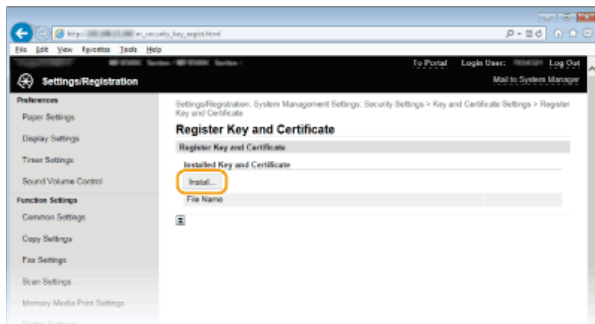 m_security_key_regist.html
File Edit View Favorites Tools Help
To Portal Login User: Log Out
Settings/Registration
Mail to System Manager
Preferences
Paper Settings
Display Settings
Timer Settings
Sound Volume Control
Function Settings
Common Settings
Copy Settings
Fax Settings
Scan Settings
Memory Media Print Settings
Settings/Registration: System Management Settings: Security Settings > Key and Certificate Settings > Register
Key and Certificate
Register Key and Certificate
Register Key and Certificate
Installed Key and Certificate
Install...
File Name